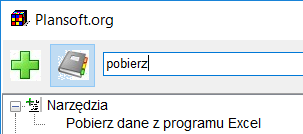 Plansoft.org
pobierz
Narzędzia
Pobierz dane z programu Excel